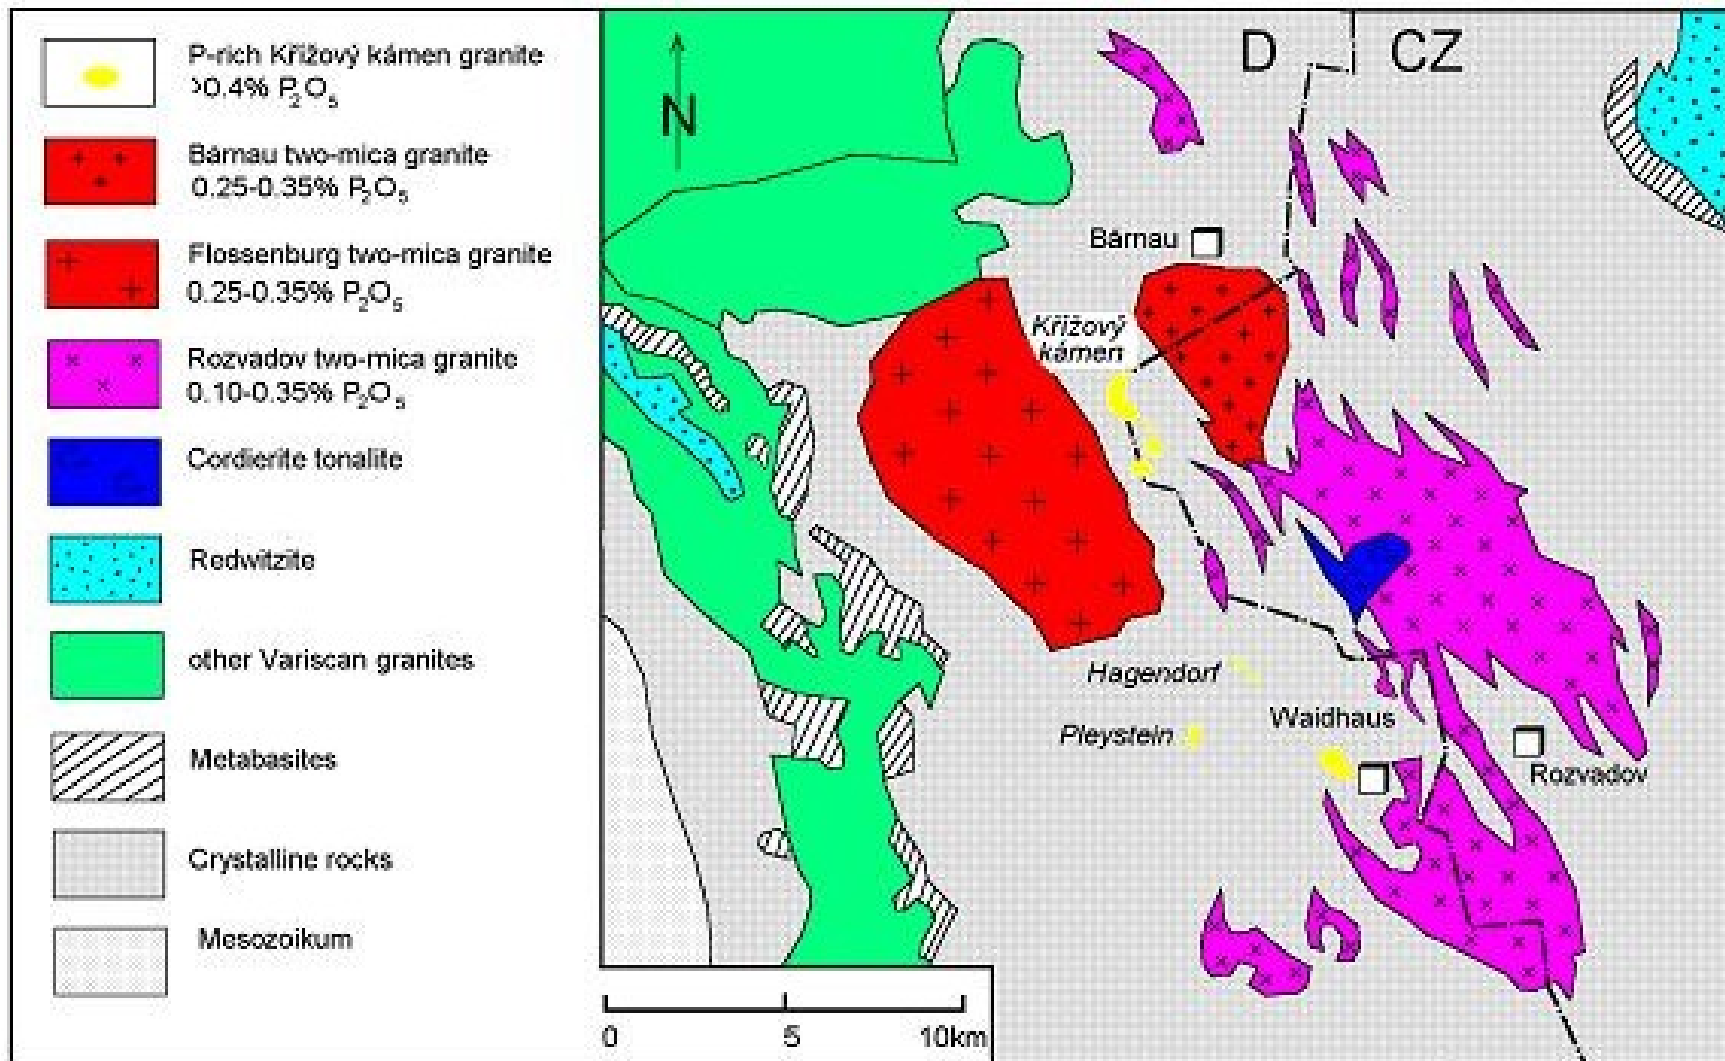 P-rich Křížový kámen granite
>0.4% P₂O₅
Bärnau two-mica granite
0.25-0.35% P₂O₅
Flossenburg two-mica granite
0.25-0.35% P₂O₅
Rozvadov two-mica granite
0.10-0.35% P₂O₅
Cordierite tonalite
Redwitzite
other Variscan granites
Metabasites
Crystalline rocks
Mesozoikum
D CZ
N
Bärnau
Křížový
kámen
Hagendorf
Waidhaus
Pleystein
Rozvadov
0 5 10km